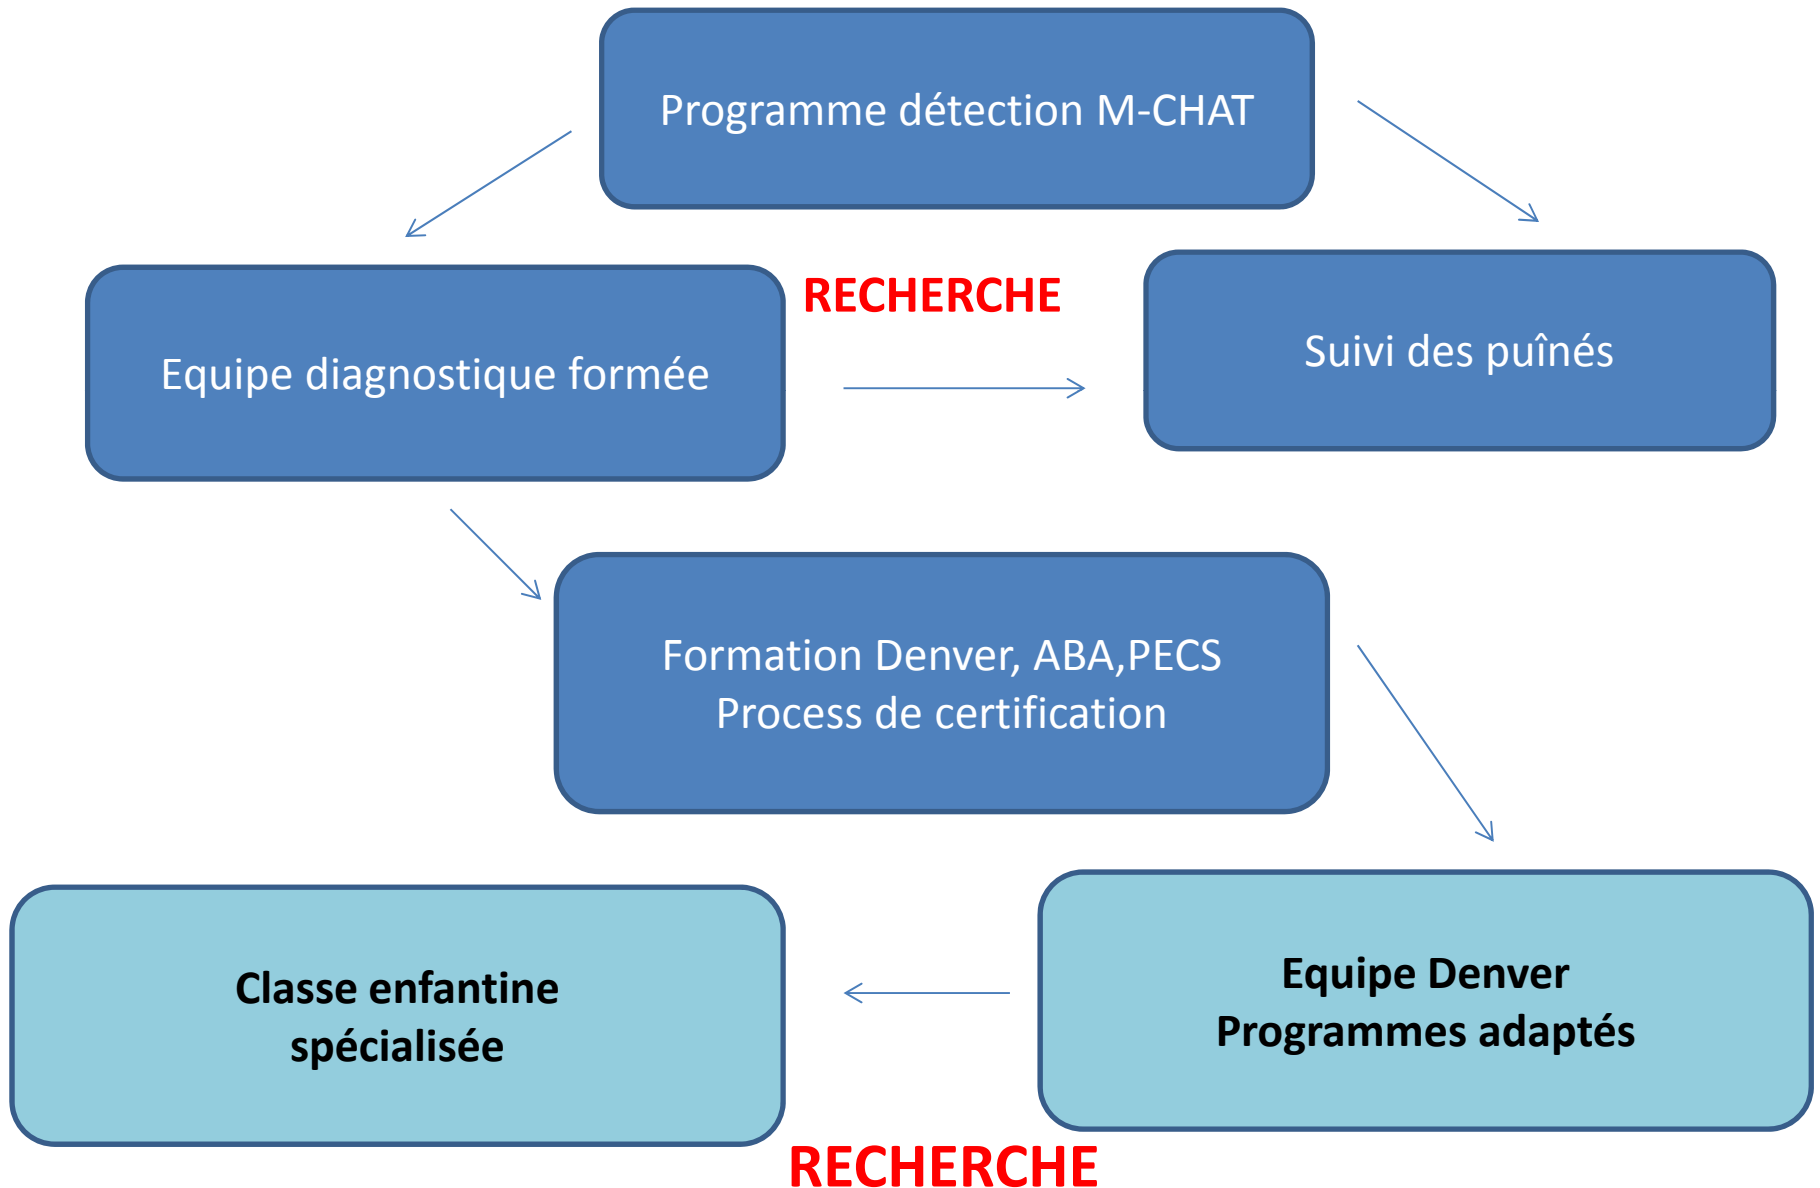 Programme détection M-CHAT
RECHERCHE
Equipe diagnostique formée
Suivi des puînés
Formation Denver, ABA,PECS
Process de certification
Classe enfantine
spécialisée
Equipe Denver
Programmes adaptés
RECHERCHE